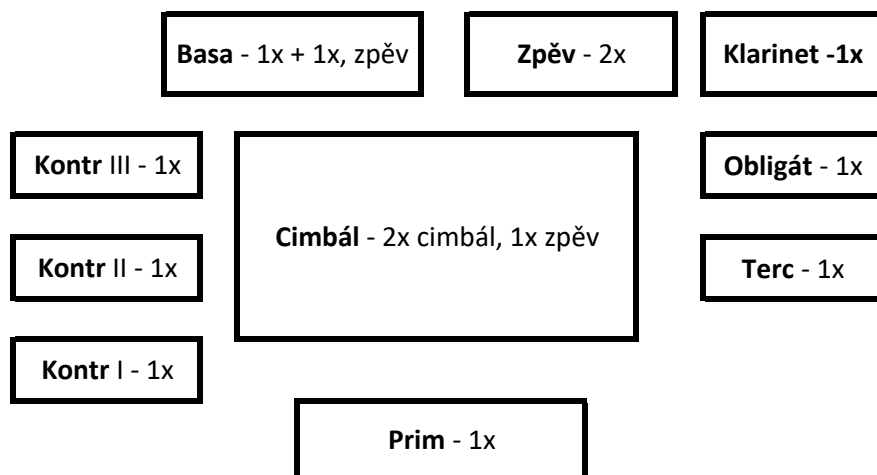 Basa - 1x + 1x, zpěv
Zpěv - 2x
Klarinet -1x
Kontr III - 1x
Cimbál - 2x cimbál, 1x zpěv
Obligát - 1x
Kontr II - 1x
Terc - 1x
Kontr I - 1x
Prim - 1x